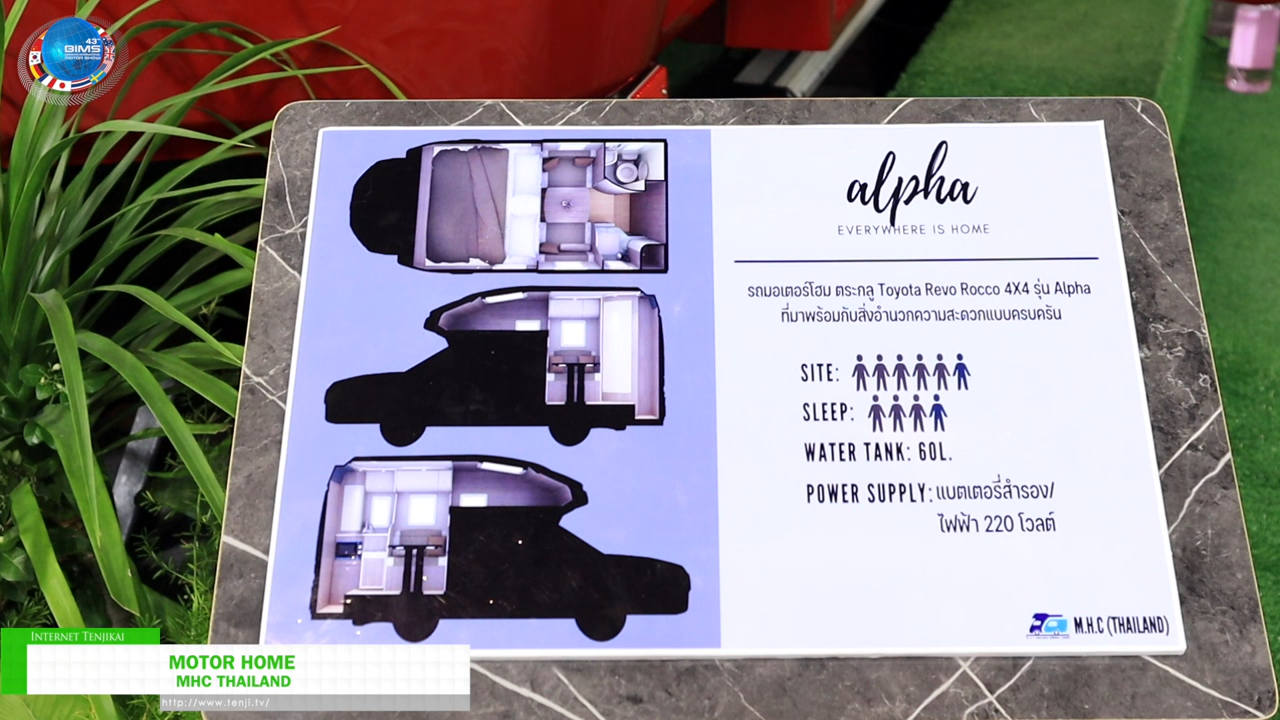 43rd
BIMS
alpha
EVERYWHERE IS HOME
รถมอเตอร์โฮม ตระกลู Toyota Revo Rocco 4X4 รุ่น Alpha
ที่มาพร้อมกับสิ่งอำนวกความสะดวกแบบครบครัน
SITE:
SLEEP:
WATER TANK: 60L.
POWER SUPPLY: แบตเตอรี่สำรอง/
ไฟฟ้า 220 โวลต์
M.H.C (THAILAND)
INTERNET TENJIKAI
MOTOR HOME
MHC THAILAND
http://www.tenji.tv/